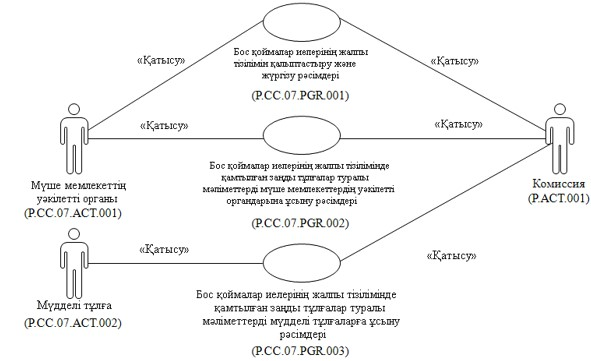 Бос қоймалар иелерінің жалпы
тізілімін қалыптастыру және
жүргізу рәсімдері
(P.CC.07.PGR.001)
«Қатысу»
«Қатысу»
«Қатысу»
«Қатысу»
Бос қоймалар иелерінің жалпы тізілімінде
қамтылған заңды тұлғалар туралы
мәліметтерді мүше мемлекеттердің уәкілетті
органдарына ұсыну рәсімдері
(P.CC.07.PGR.002)
Мүше мемлекеттің
уәкілетті органы
(P.CC.07.ACT.001)
Комиссия
(P.ACT.001)
«Қатысу»
«Қатысу»
Бос қоймалар иелерінің жалпы тізілімінде
қамтылған заңды тұлғалар туралы
мәліметтерді мүдделі тұлғаларға ұсыну
рәсімдері
(P.CC.07.PGR.003)
Мүдделі тұлға
(P.CC.07.ACT.002)